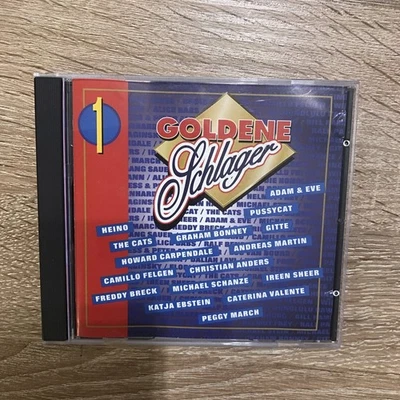 1
GOLDENE
Schlager
ADAM & EVE
PUSSYCAT
HEINO
GRAHAM BONNEY
GITTE
THE CATS
ANDREAS MARTIN
HOWARD CARPENDALE
CHRISTIAN ANDERS
CAMILLO FELGEN
IREEN SHEER
MICHAEL SCHANZE
FREDDY BRECK
CATERINA VALENTE
KATJA EBSTEIN
PEGGY MARCH